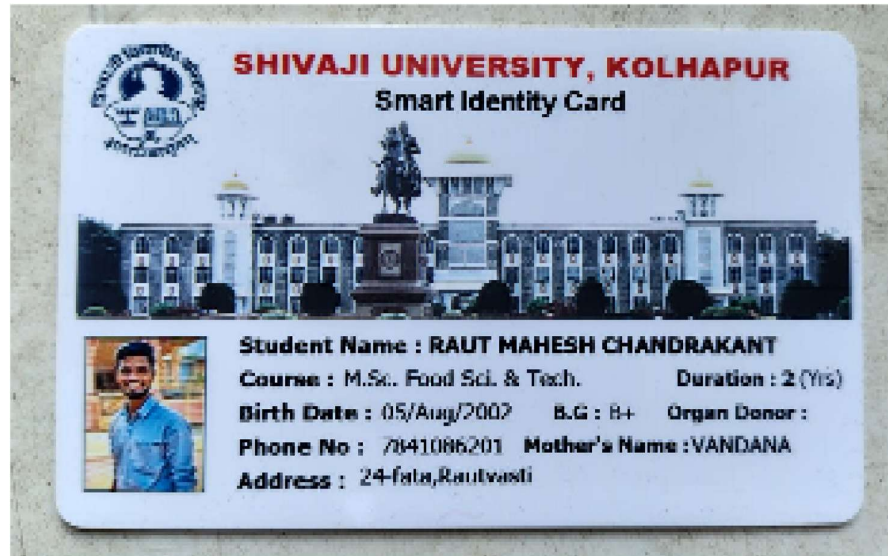 SHIVAJI UNIVERSITY, KOLHAPUR
Smart Identity Card
Student Name : RAUT MAHESH CHANDRAKANT
Course : M.Sc. Food Sci. & Tech. Duration : 2 (Yrs)
Birth Date : 05/Aug/2002 B.G : B+ Organ Donor :
Phone No : 7841086201 Mother's Name : VANDANA
Address : 24-fata,Rautvasti